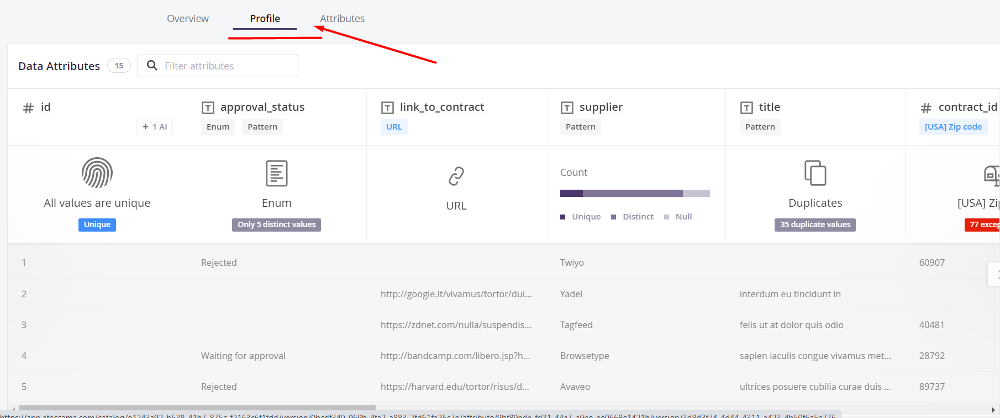 Overview Profile Attributes
Data Attributes 15 Filter attributes
id approval_status link_to_contract supplier title contract_id
+ 1 AI Enum Pattern URL Pattern Pattern [USA] Zip code
Count
All values are unique Enum URL Duplicates [USA] Zi
Unique Only 5 distinct values Unique Distinct Null 35 duplicate values 77 excep
1 Rejected Twiyo 60907
2 http://google.it/vivamus/tortor/dui... Yadel interdum eu tincidunt in
3 https://zdnet.com/nulla/suspendis... Tagfeed felis ut at dolor quis odio 40481
4 Waiting for approval http://bandcamp.com/libero.jsp?h... Browsetype sapien iaculis congue vivamus met... 28792
5 Rejected https://harvard.edu/tortor/risus/d... Avaveo ultrices posuere cubilia curae duis ... 89737